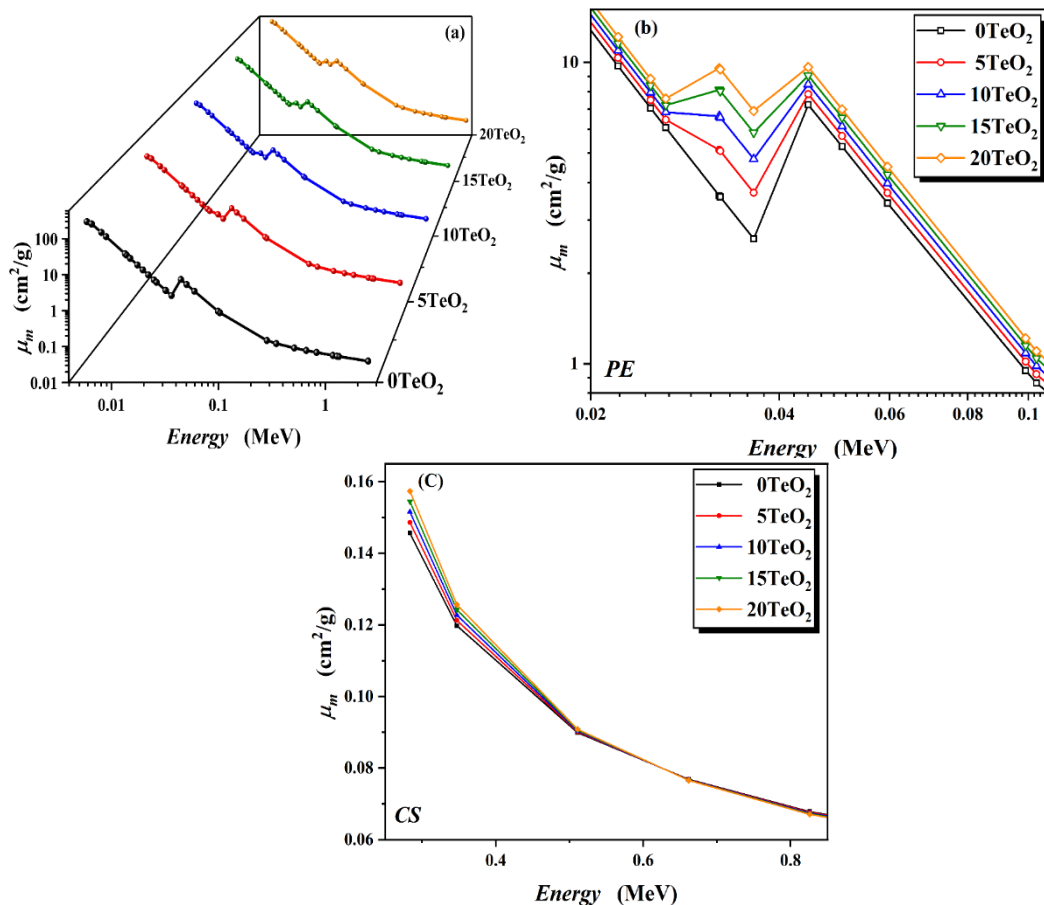 (a)
μm (cm²/g)
100
10
1
0.1
0.01
0.01
0.1
1
Energy (MeV)
0TeO₂
5TeO₂
10TeO₂
15TeO₂
20TeO₂
(b)
μm (cm²/g)
10
1
0.02
0.04
0.06
0.08
0.1
Energy (MeV)
PE
0TeO₂
5TeO₂
10TeO₂
15TeO₂
20TeO₂
(C)
μm (cm²/g)
0.16
0.14
0.12
0.10
0.08
0.06
0.4
0.6
0.8
Energy (MeV)
CS
0TeO₂
5TeO₂
10TeO₂
15TeO₂
20TeO₂